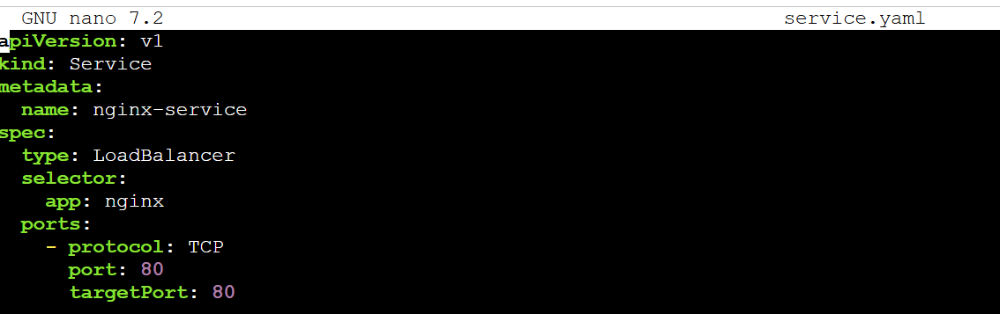 GNU nano 7.2 service.yaml
apiVersion: v1
kind: Service
metadata:
  name: nginx-service
spec:
  type: LoadBalancer
  selector:
    app: nginx
  ports:
    - protocol: TCP
      port: 80
      targetPort: 80